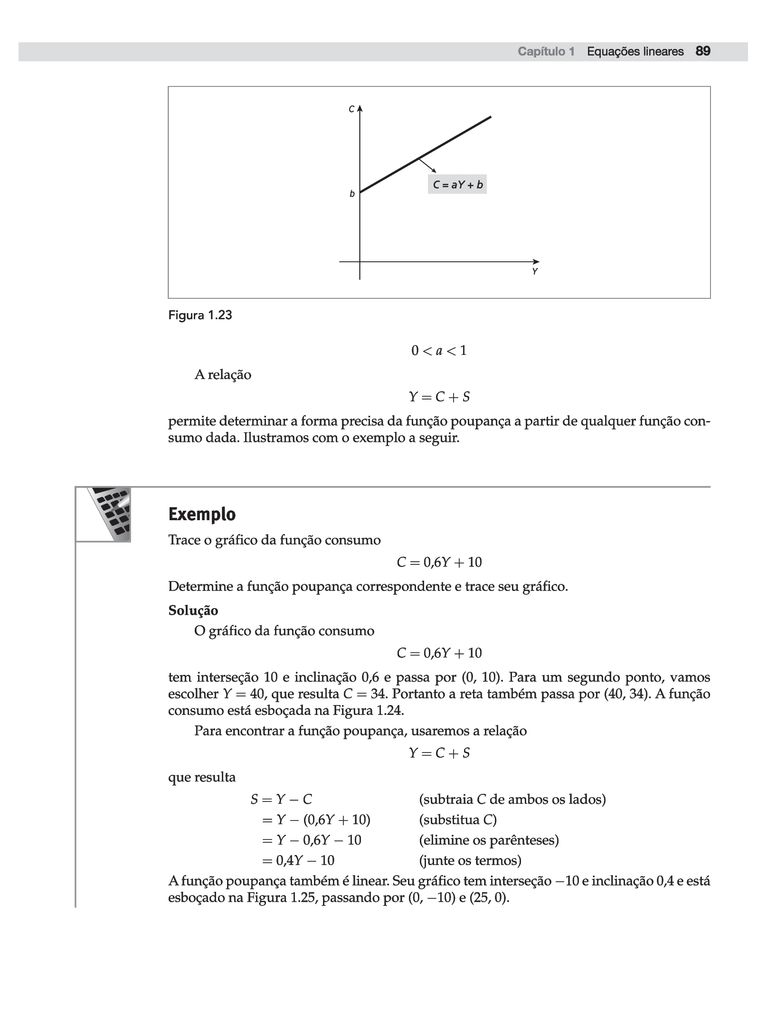 Capítulo 1 Equações lineares 89
C
C = aY + b
b
Y
Figura 1.23
0 < a < 1
A relação
Y = C + S
permite determinar a forma precisa da função poupança a partir de qualquer função con-
sumo dada. Ilustramos com o exemplo a seguir.
Exemplo
Trace o gráfico da função consumo
C = 0,6Y + 10
Determine a função poupança correspondente e trace seu gráfico.
Solução
O gráfico da função consumo
C = 0,6Y + 10
tem interseção 10 e inclinação 0,6 e passa por (0, 10). Para um segundo ponto, vamos
escolher Y = 40, que resulta C = 34. Portanto a reta também passa por (40, 34). A função
consumo está esboçada na Figura 1.24.
Para encontrar a função poupança, usaremos a relação
Y = C + S
que resulta
S = Y − C (subtraia C de ambos os lados)
= Y − (0,6Y + 10) (substitua C)
= Y − 0,6Y − 10 (elimine os parênteses)
= 0,4Y − 10 (junte os termos)
A função poupança também é linear. Seu gráfico tem interseção −10 e inclinação 0,4 e está
esboçado na Figura 1.25, passando por (0, −10) e (25, 0).